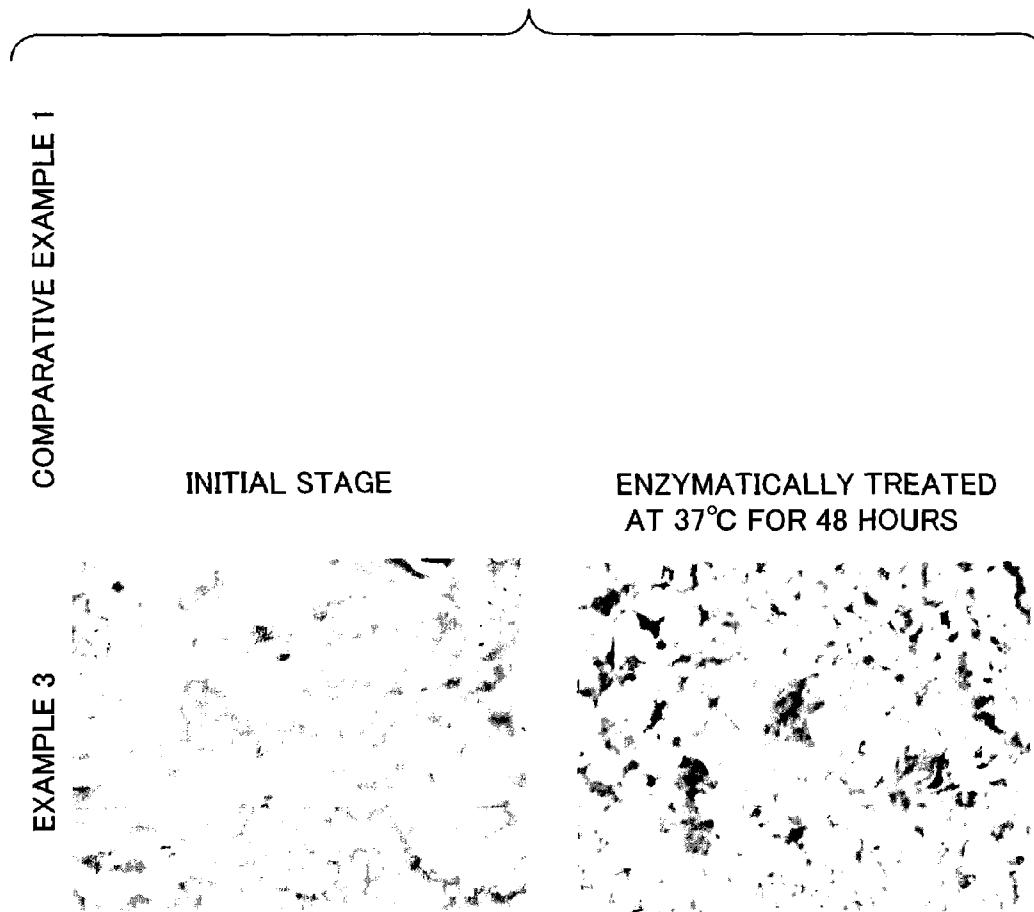 COMPARATIVE EXAMPLE 1
INITIAL STAGE
ENZYMATICALLY TREATED
AT 37°C FOR 48 HOURS
EXAMPLE 3